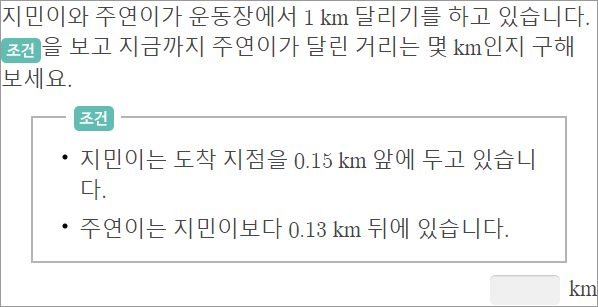 지민이와 주연이가 운동장에서 1 km 달리기를 하고 있습니다.
조건을 보고 지금까지 주연이가 달린 거리는 몇 km인지 구해
보세요.
조건
• 지민이는 도착 지점을 0.15 km 앞에 두고 있습니
다.
• 주연이는 지민이보다 0.13 km 뒤에 있습니다.
km